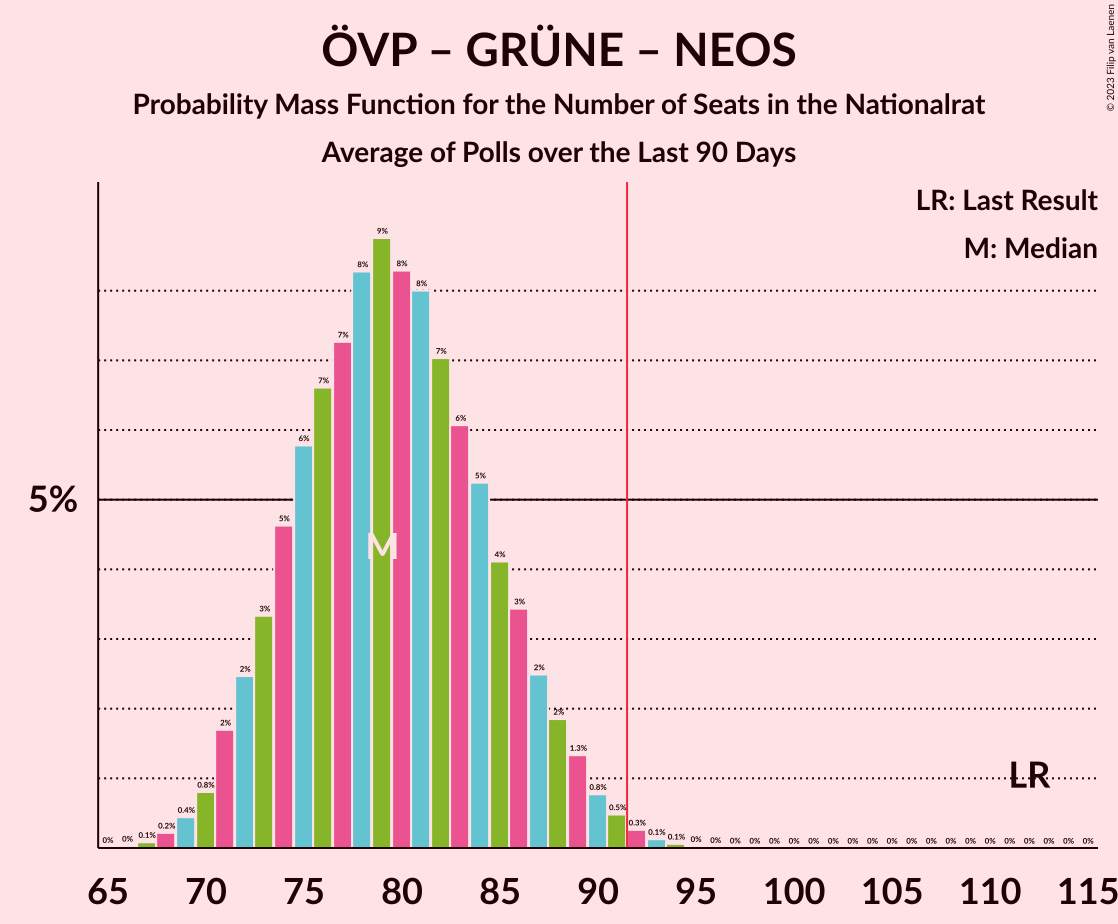 ÖVP – GRÜNE – NEOS
Probability Mass Function for the Number of Seats in the Nationalrat
Average of Polls over the Last 90 Days
© 2023 Filip van Laenen
LR: Last Result
M: Median
5%
0% 0% 0.1% 0.2% 0.4% 0.8% 2% 2% 3% 5% 6% 7% 7% 8% 9% 8% 8% 7% 6% 5% 4% 3% 2% 2% 1.3% 0.8% 0.5% 0.3% 0.1% 0.1% 0% 0% 0% 0% 0% 0% 0% 0% 0% 0% 0% 0% 0% 0% 0% 0% 0% 0% 0% 0% 0%
M
LR
65 70 75 80 85 90 95 100 105 110 115